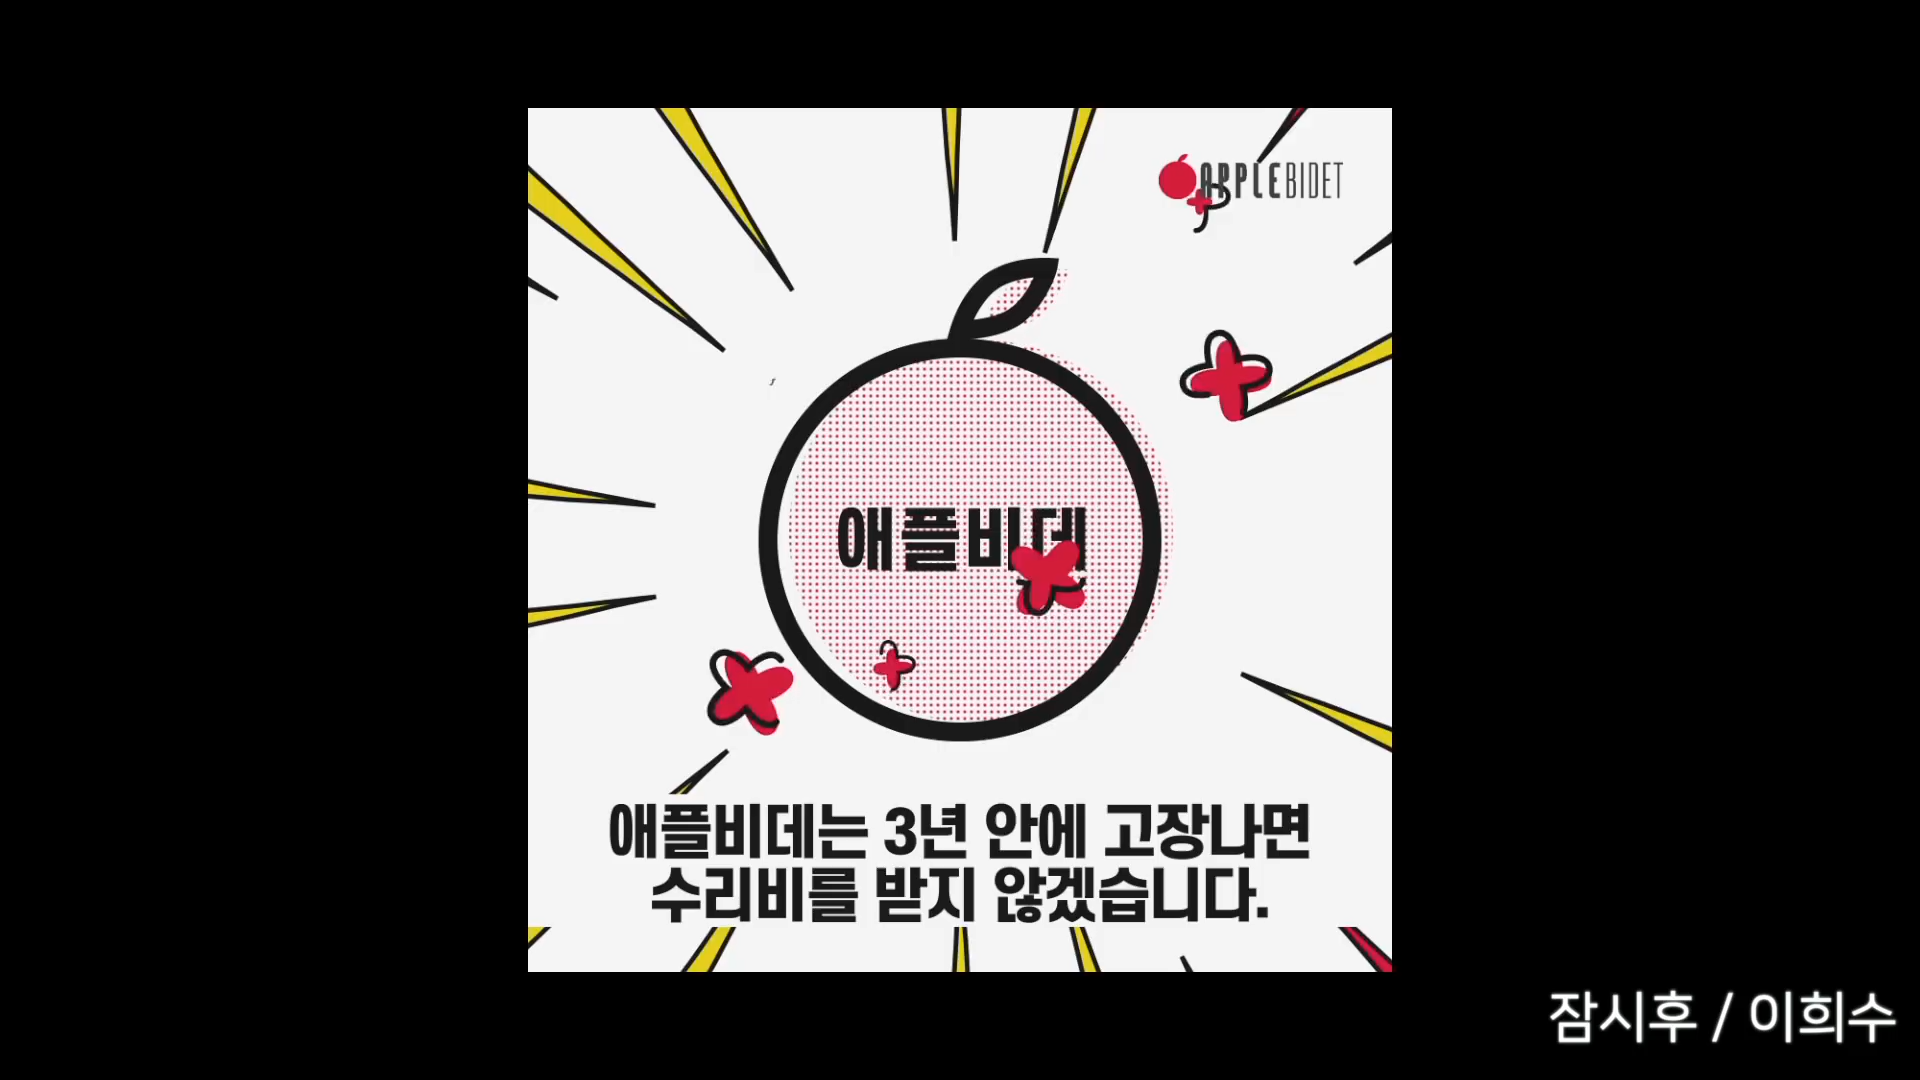 APPLEBIDET
애플비데
애플비데는 3년 안에 고장나면
수리비를 받지 않겠습니다.
잠시후 / 이희수